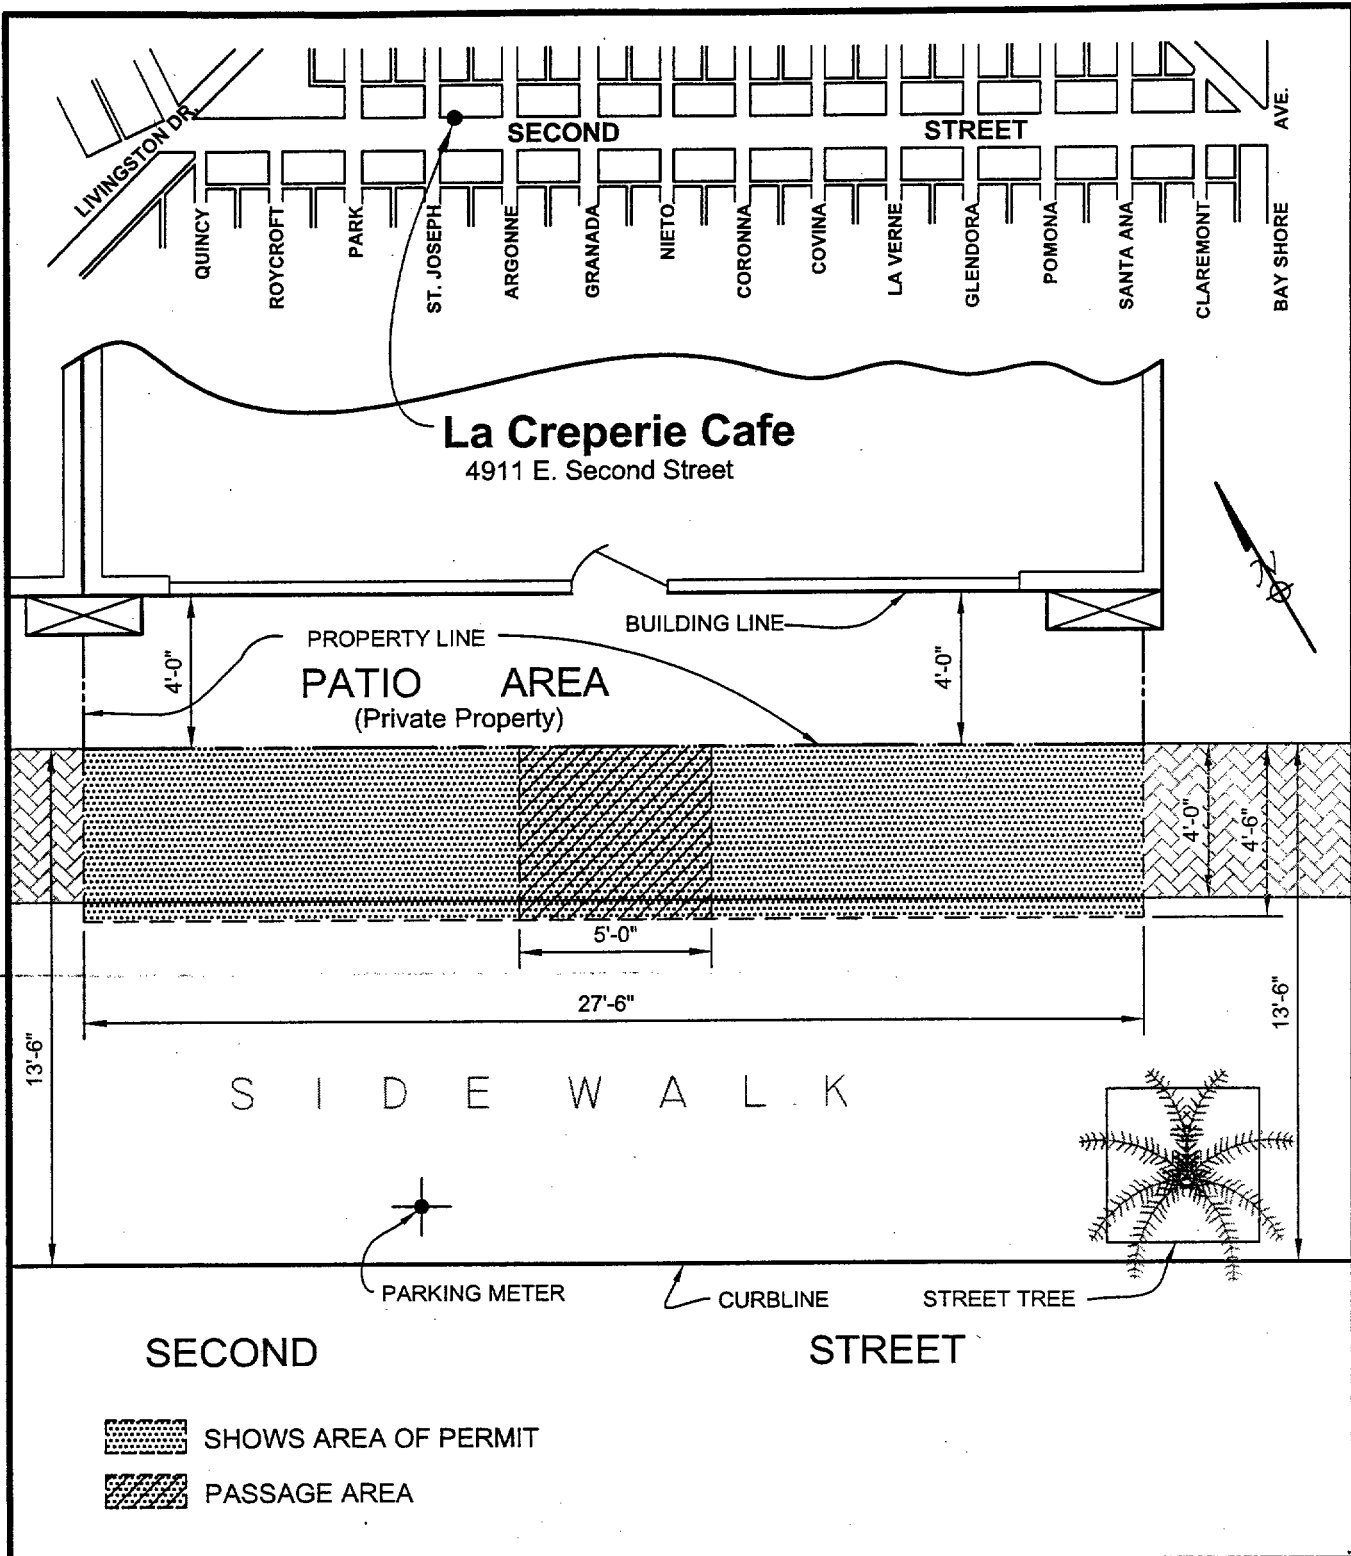 LIVINGSTON DR.
SECOND STREET
AVE.
QUINCY
ROYCROFT
PARK
ST. JOSEPH
ARGONNE
GRANADA
NIETO
CORONNA
COVINA
LA VERNE
GLENDORA
POMONA
SANTA ANA
CLAREMONT
BAY SHORE
La Creperie Cafe
4911 E. Second Street
N
BUILDING LINE
PROPERTY LINE
4'-0"
4'-0"
PATIO AREA
(Private Property)
4'-0"
4'-6"
5'-0"
27'-6"
13'-6"
13'-6"
SIDEWALK
PARKING METER
CURBLINE
STREET TREE
SECOND STREET
SHOWS AREA OF PERMIT
PASSAGE AREA